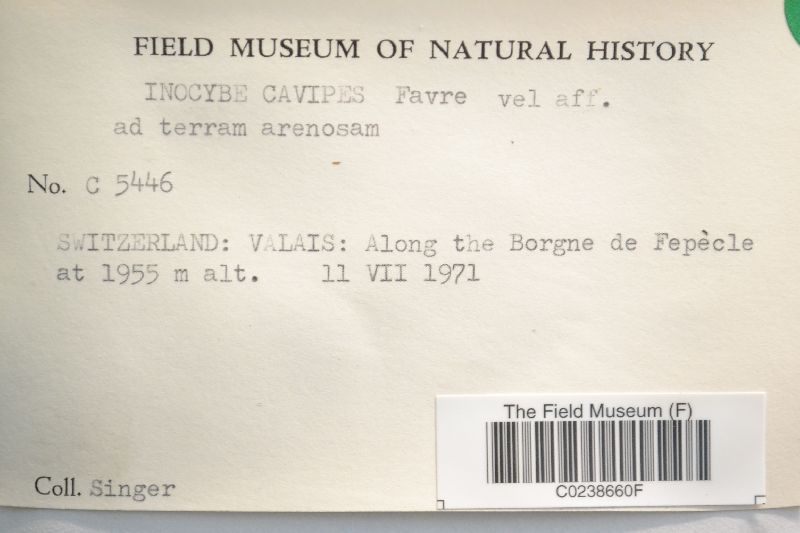 FIELD MUSEUM OF NATURAL HISTORY
INOCYBE CAVIPES Favre vel aff.
ad terram arenosam
No. C 5446
SWITZERLAND: VALAIS: Along the Borgne de Fepècle
at 1955 m alt. 11 VII 1971
The Field Museum (F)
C0238660F
Coll. Singer